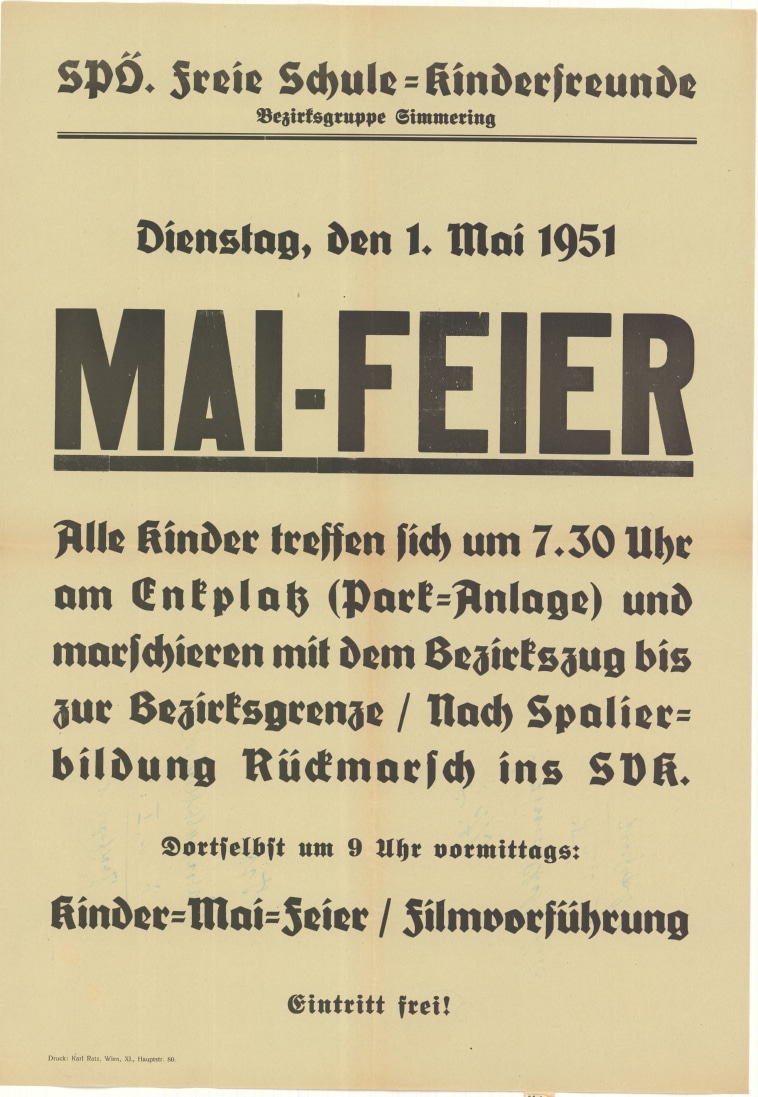 SPÖ. Freie Schule=Kinderfreunde
Bezirksgruppe Simmering
Dienstag, den 1. Mai 1951
MAI-FEIER
Alle Kinder treffen sich um 7.30 Uhr
am Enkplatz (Park=Anlage) und
marschieren mit dem Bezirkszug bis
zur Bezirksgrenze / Nach Spalier=
bildung Rückmarsch ins SVK.
Dortselbst um 9 Uhr vormittags:
Kinder=Mai=Feier / Filmvorführung
Eintritt frei!
Druck: Karl Rotz, Wien, XI., Hauptstr. 80.